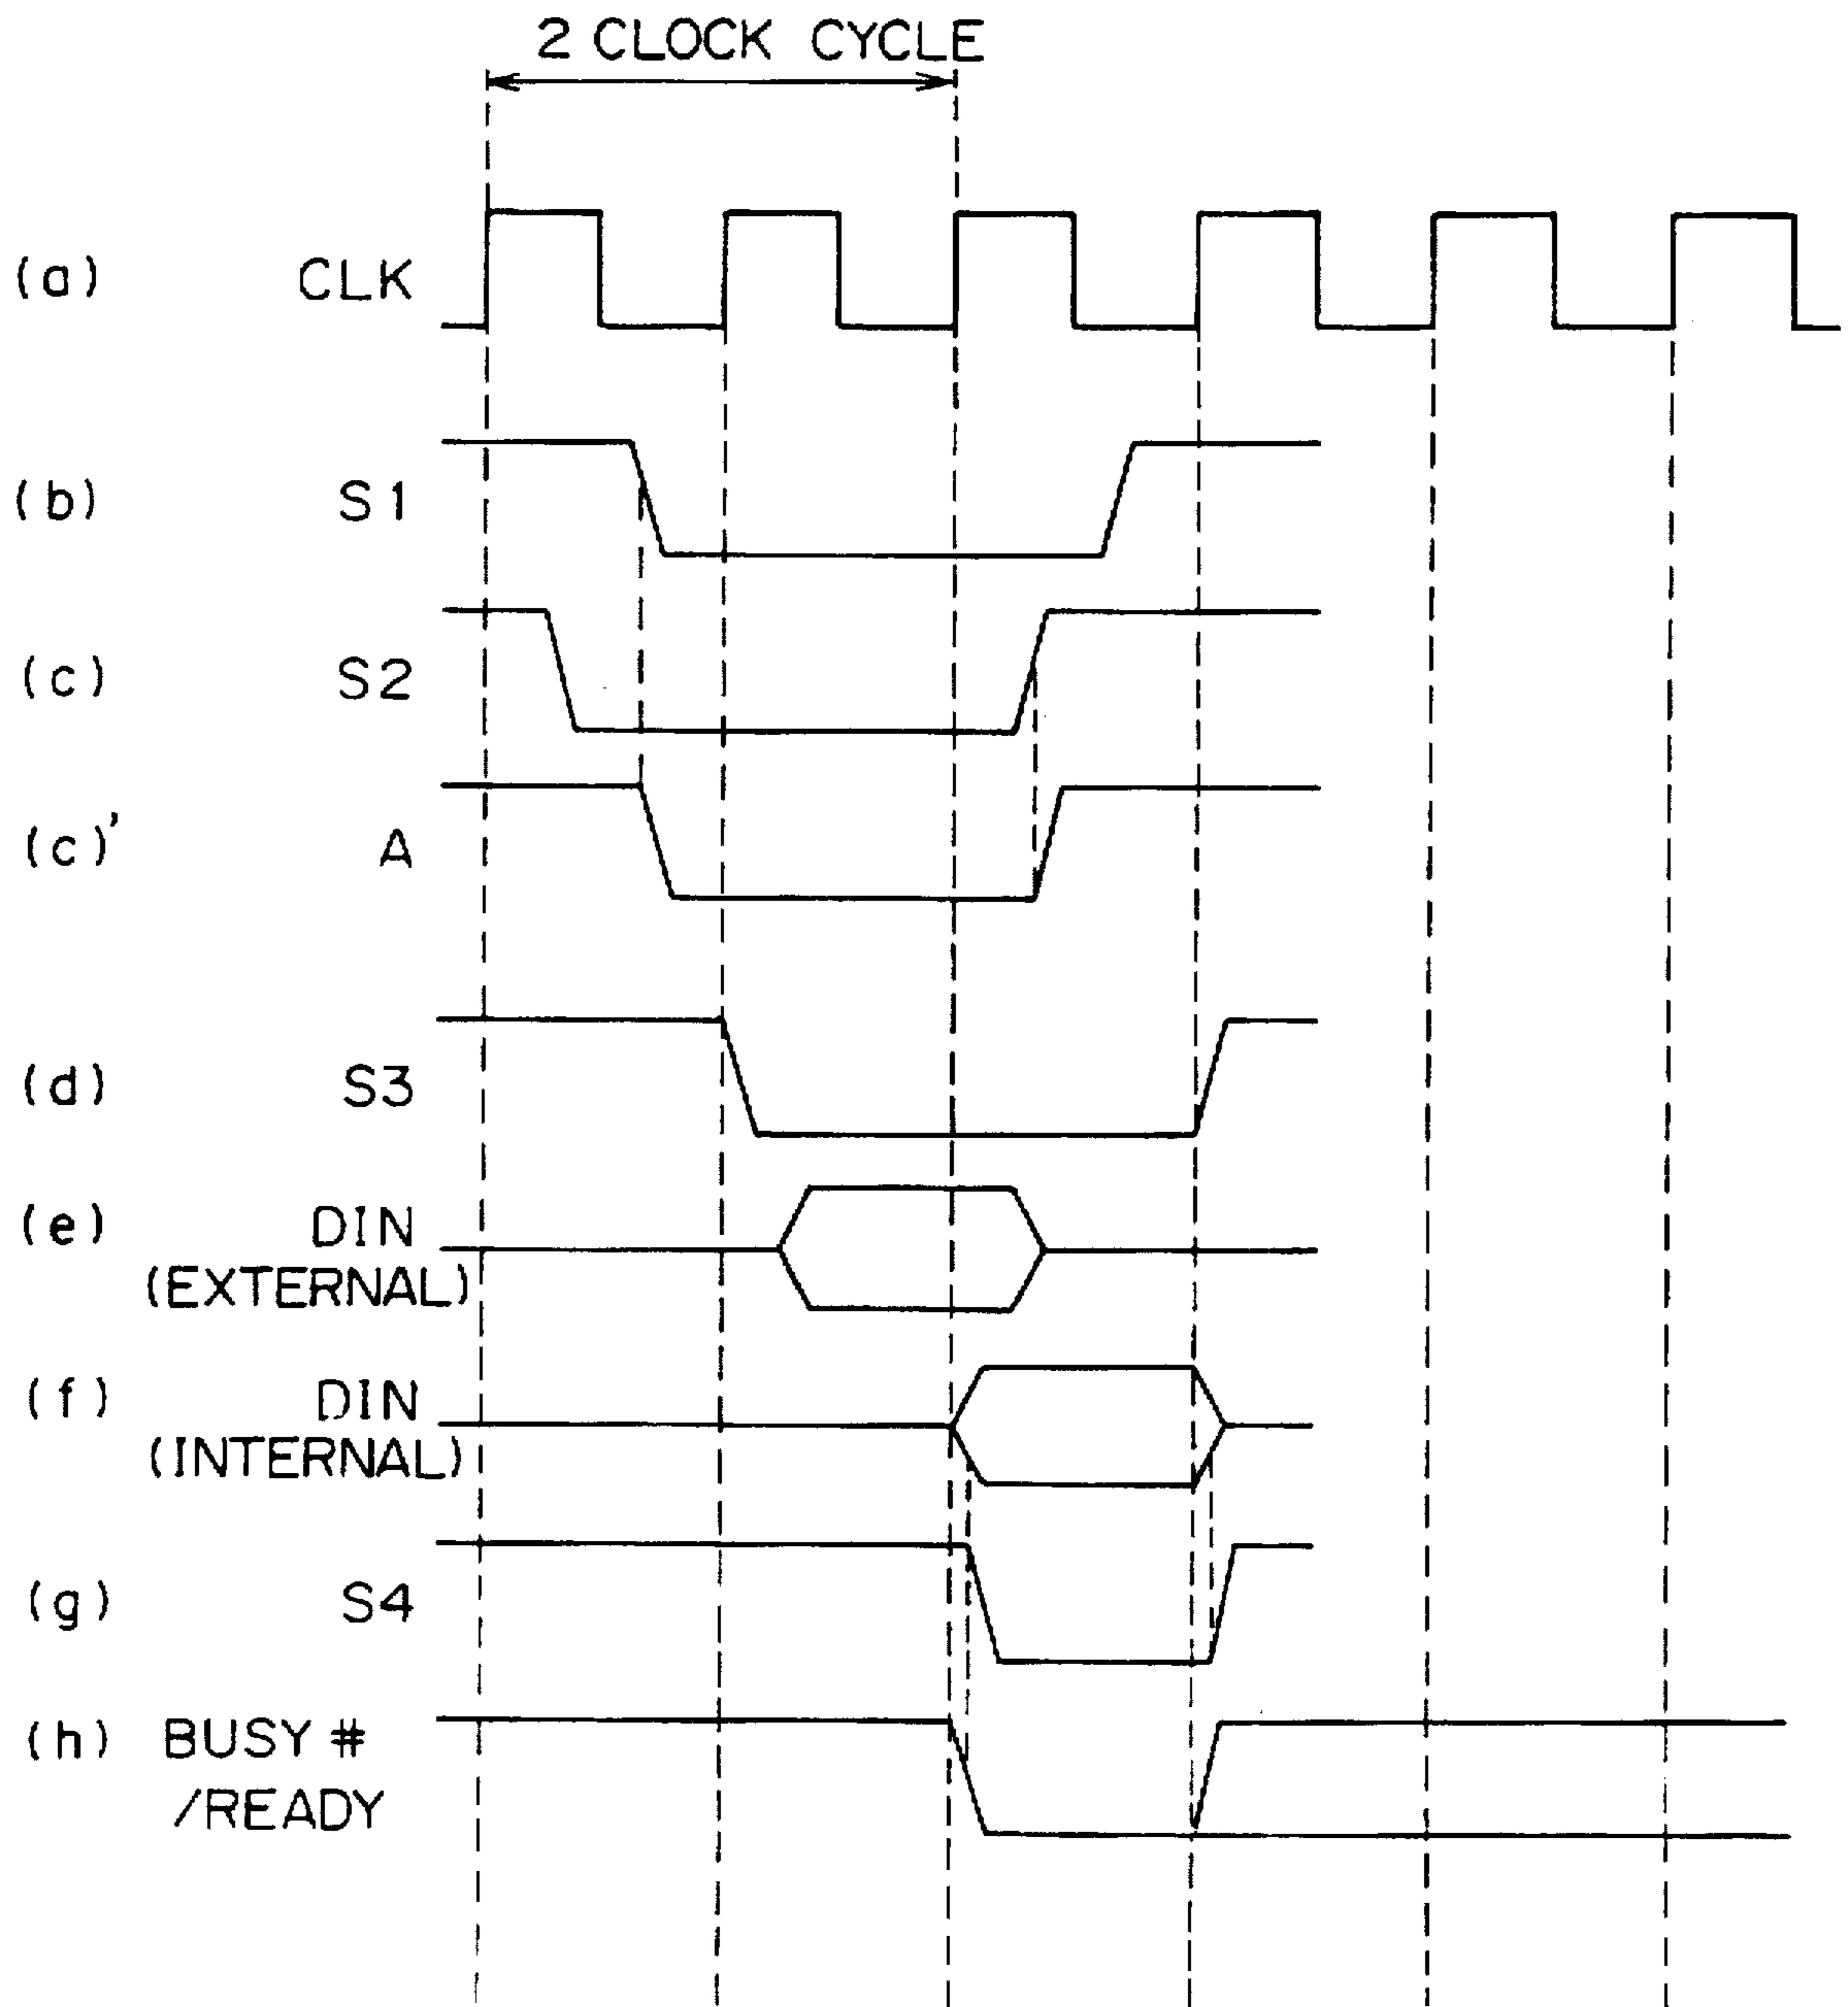 2 CLOCK CYCLE
(a) CLK
(b) S1
(c) S2
(c)' A
(d) S3
(e) DIN
(EXTERNAL)
(f) DIN
(INTERNAL)
(g) S4
(h) BUSY #
/READY